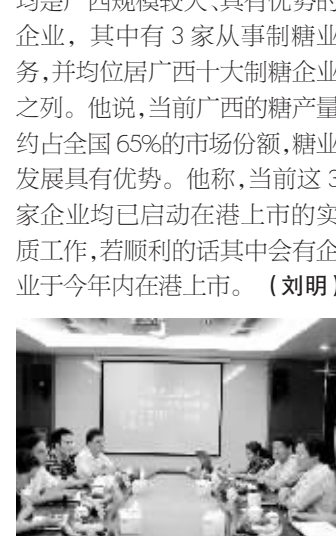 均是广西规模较大、具有优势的
企业，其中有3家从事制糖业
务,并均位居广西十大制糖企业
之列。他说,当前广西的糖产量
约占全国65%的市场份额,糖业
发展具有优势。他称,当前这3
家企业均已启动在港上市的实
质工作,若顺利的话其中会有企
业于今年内在港上市。（刘明）